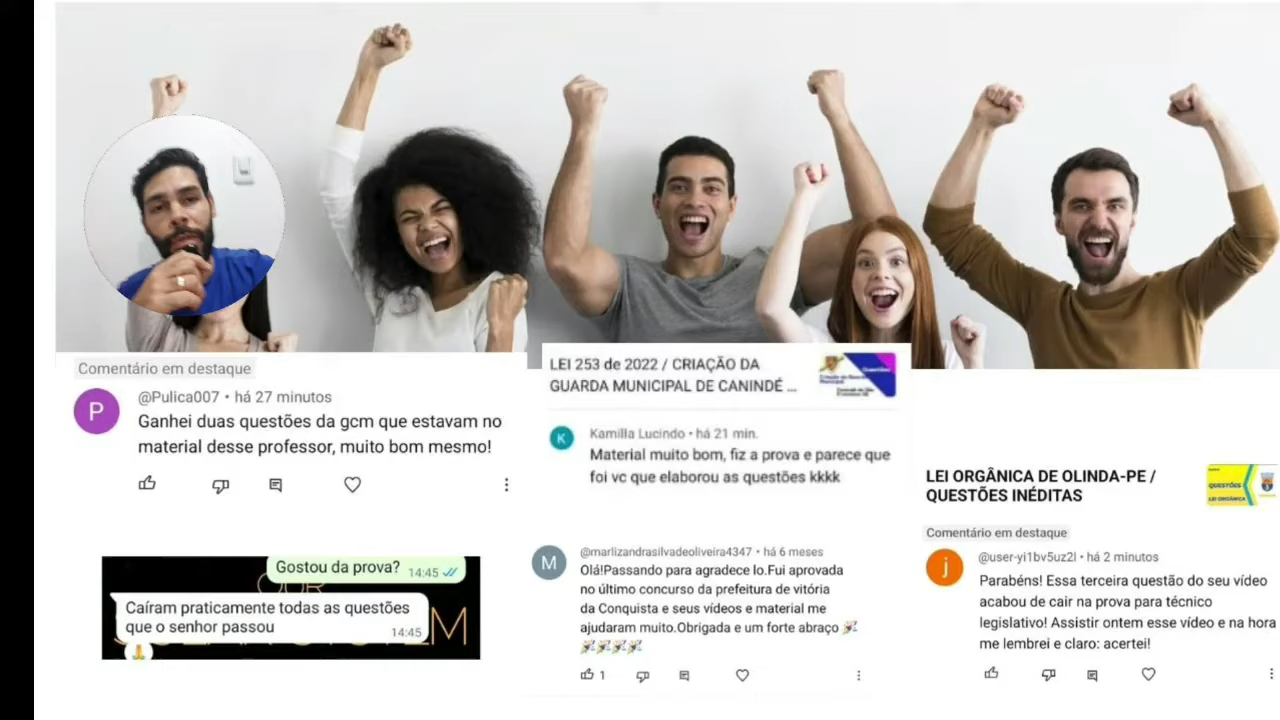 Comentário em destaque
P
@Pulica007 • há 27 minutos
Ganhei duas questões da gcm que estavam no
material desse professor, muito bom mesmo!
Gostou da prova? 14:45
Caíram praticamente todas as questões
que o senhor passou
14:45
LEI 253 de 2022 / CRIAÇÃO DA
GUARDA MUNICIPAL DE CANINDÉ ...
K
Kamilla Lucindo • há 21 min.
Material muito bom, fiz a prova e parece que
foi vc que elaborou as questões kkkk
M
@marlizandrasilvadeoliveira4347 • há 6 meses
Olá!Passando para agradece lo.Fui aprovada
no último concurso da prefeitura de vitória
da Conquista e seus vídeos e material me
ajudaram muito.Obrigada e um forte abraço 🎉
🎉🎉🎉🎉
1
LEI ORGÂNICA DE OLINDA-PE /
QUESTÕES INÉDITAS
QUESTÕES
LEI ORGÂNICA
Comentário em destaque
j
@user-yi1bv5uz2l • há 2 minutos
Parabéns! Essa terceira questão do seu vídeo
acabou de cair na prova para técnico
legislativo! Assistir ontem esse vídeo e na hora
me lembrei e claro: acertei!